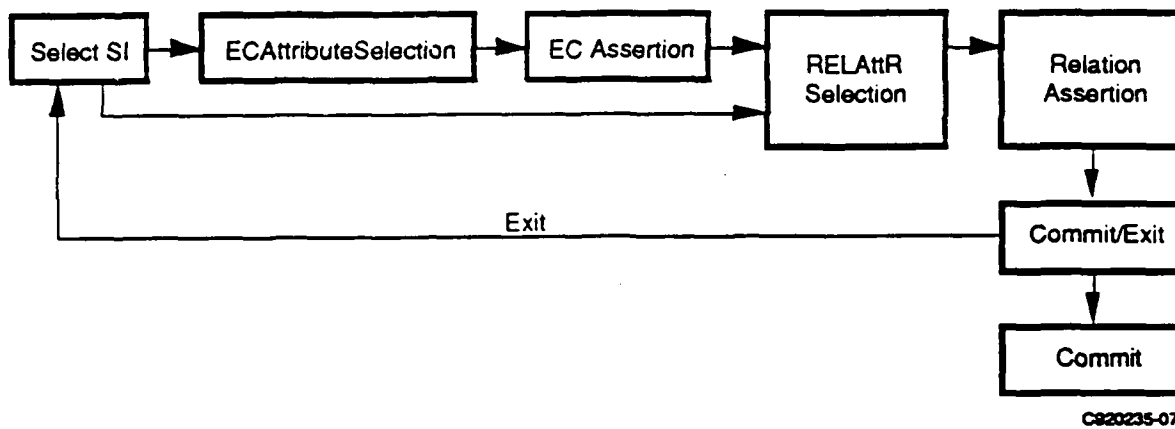 Select SI
ECAttributeSelection
EC Assertion
RELAttR
Selection
Relation
Assertion
Exit
Commit/Exit
Commit
C920235-07